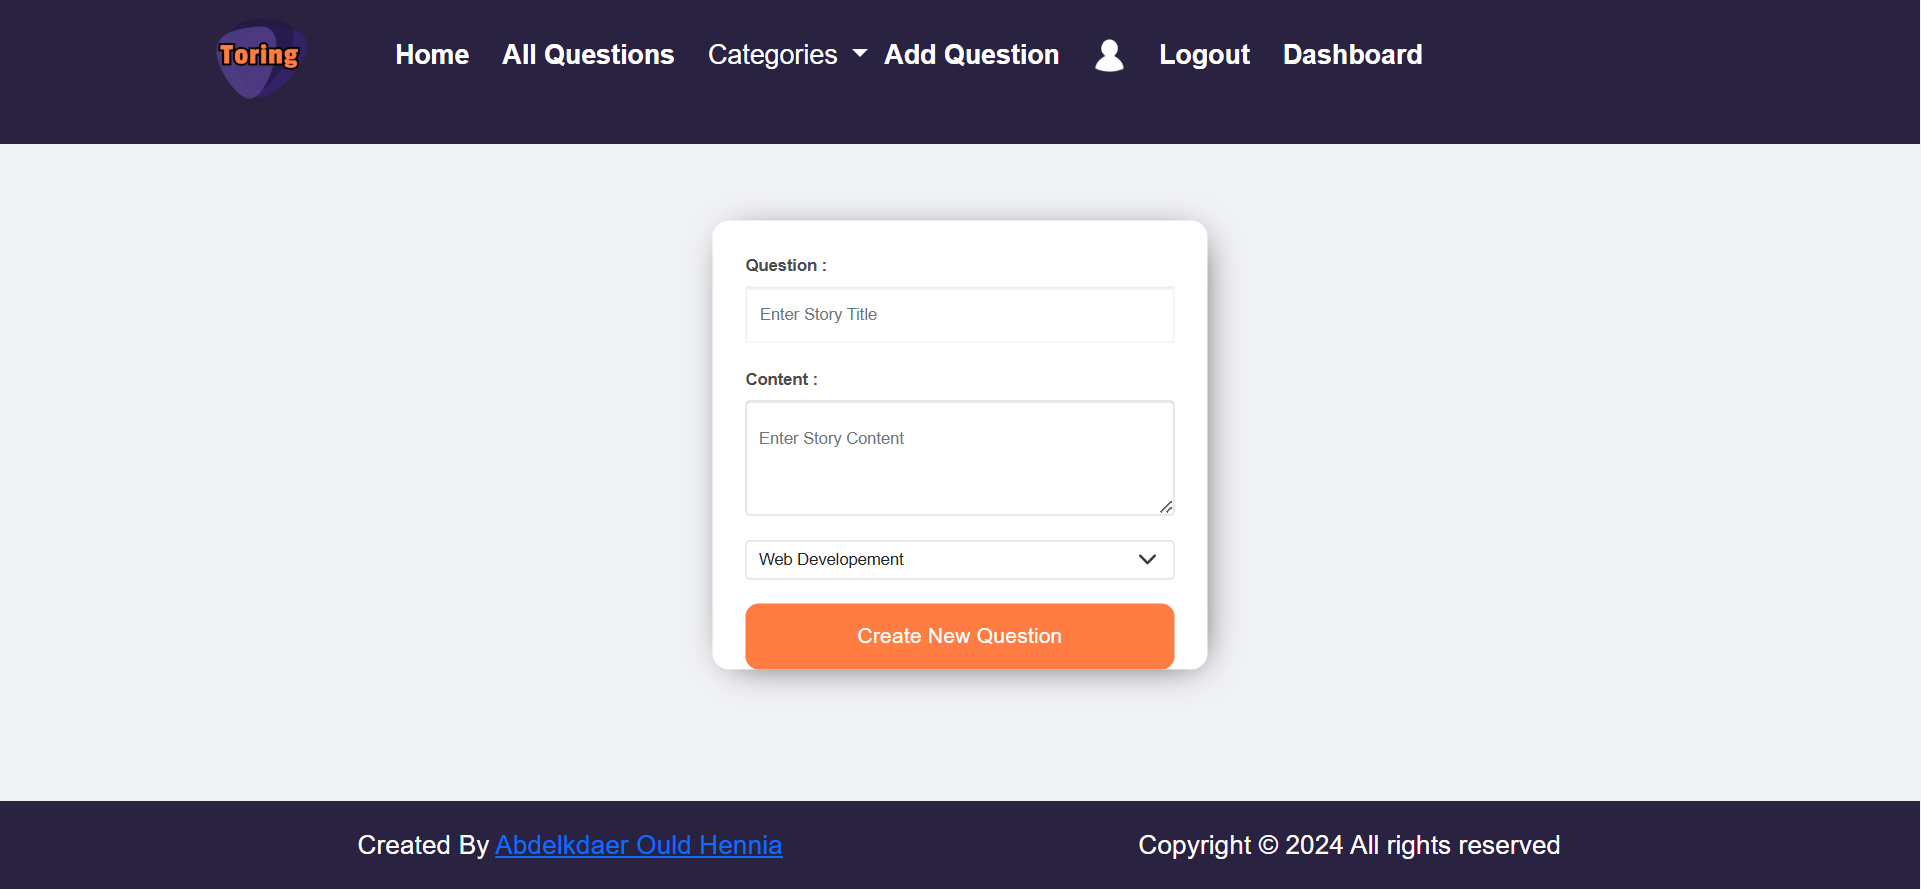 Toring
Home All Questions Categories Add Question Logout Dashboard
Question :
Enter Story Title
Content :
Enter Story Content
Web Developement
Create New Question
Created By Abdelkdaer Ould Hennia
Copyright © 2024 All rights reserved